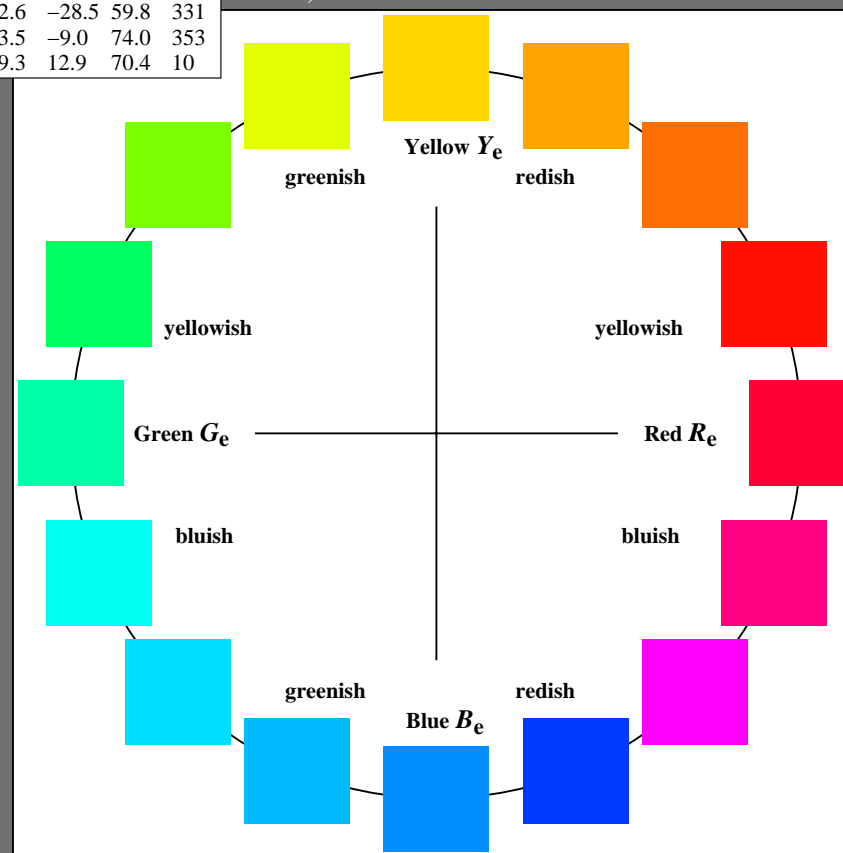 2.6 −28.5 59.8 331
3.5 −9.0 74.0 353
9.3 12.9 70.4 10
Yellow Ye
greenish redish
yellowish yellowish
Green Ge Red Re
bluish bluish
greenish redish
Blue Be